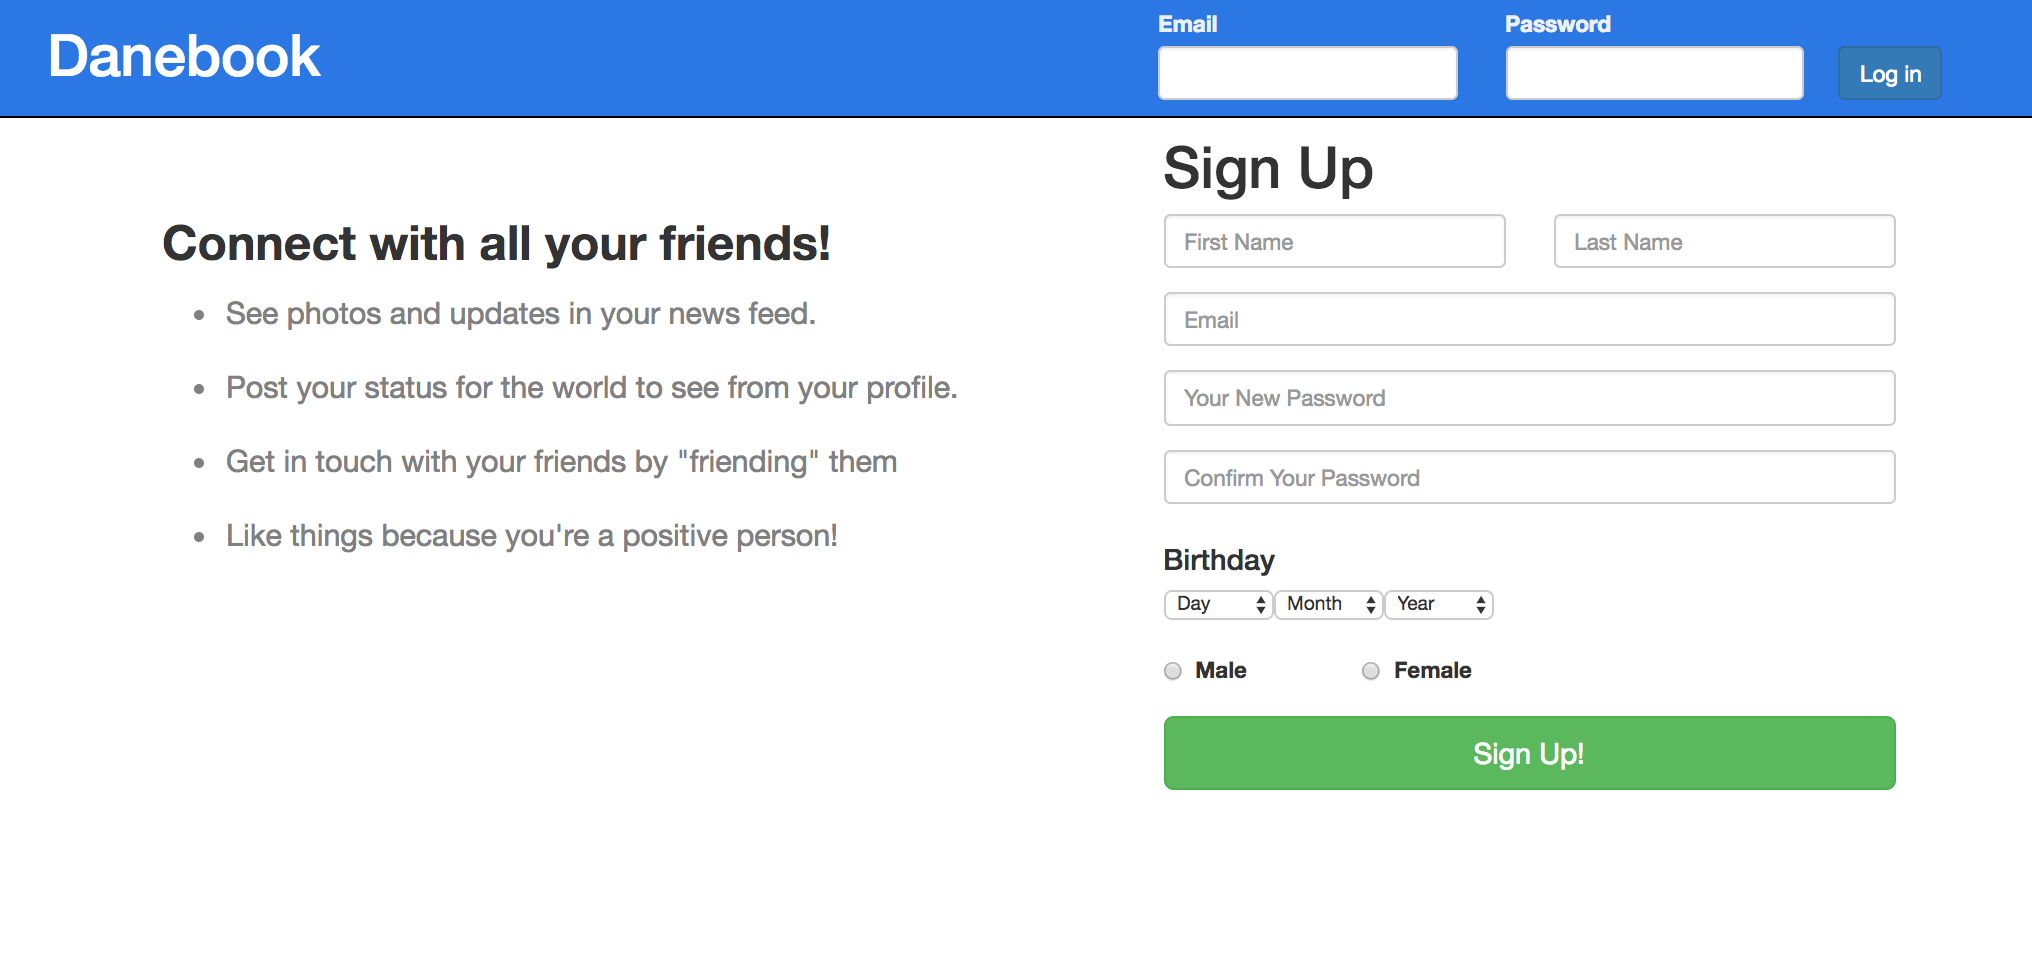 Danebook
Email
Password
Log in
Connect with all your friends!
• See photos and updates in your news feed.
• Post your status for the world to see from your profile.
• Get in touch with your friends by "friending" them
• Like things because you're a positive person!
Sign Up
First Name
Last Name
Email
Your New Password
Confirm Your Password
Birthday
Day Month Year
Male Female
Sign Up!